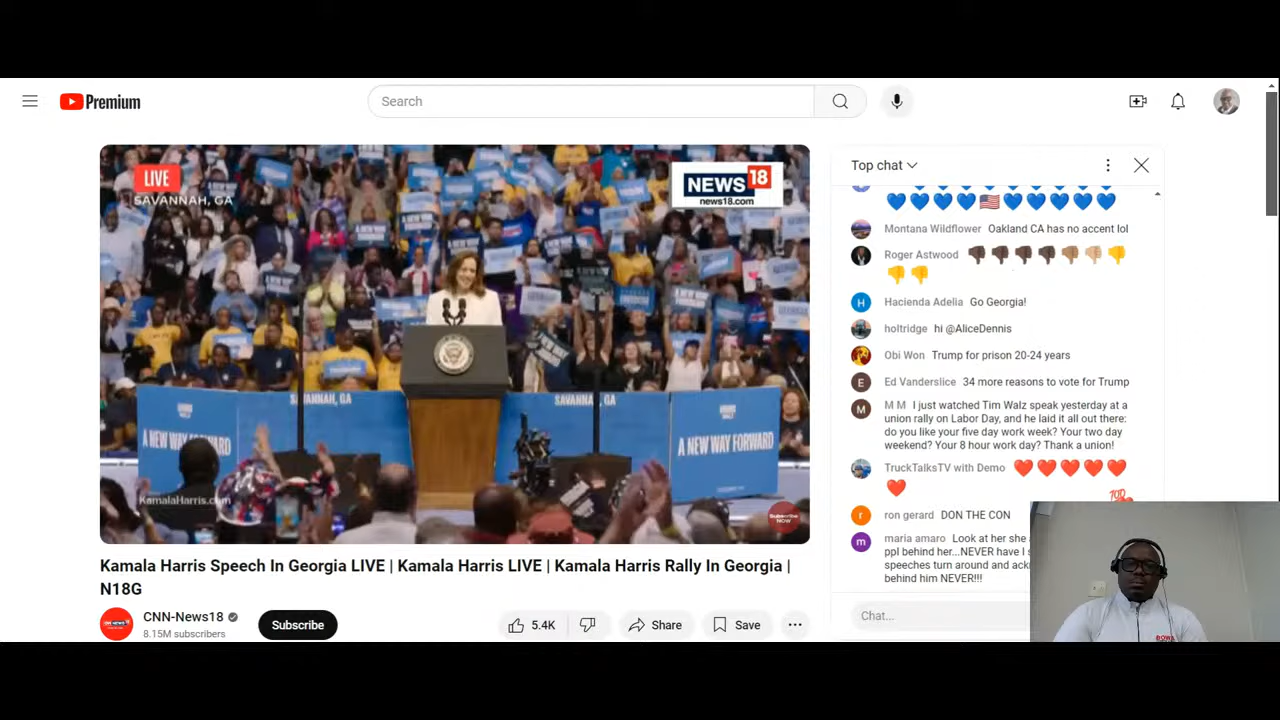 Premium
Search
LIVE
SAVANNAH, GA
NEWS 18
news18.com
SAVANNAH, GA
SAVANNAH, GA
A NEW WAY FORWARD
A NEW WAY FORWARD
KamalaHarris.com
Subscribe
NOW
Kamala Harris Speech In Georgia LIVE | Kamala Harris LIVE | Kamala Harris Rally In Georgia |
N18G
CNN-News18
8.15M subscribers
Subscribe
5.4K
Share
Save
Top chat
Montana Wildflower Oakland CA has no accent lol
Roger Astwood
Hacienda Adelia Go Georgia!
holtridge hi @AliceDennis
Obi Won Trump for prison 20-24 years
Ed Vanderslice 34 more reasons to vote for Trump
M M I just watched Tim Walz speak yesterday at a
union rally on Labor Day, and he laid it all out there:
do you like your five day work week? Your two day
weekend? Your 8 hour work day? Thank a union!
TruckTalksTV with Demo
ron gerard DON THE CON
maria amaro Look at her she
ppl behind her...NEVER have I
speeches turn around and
behind him NEVER!!!
Chat...